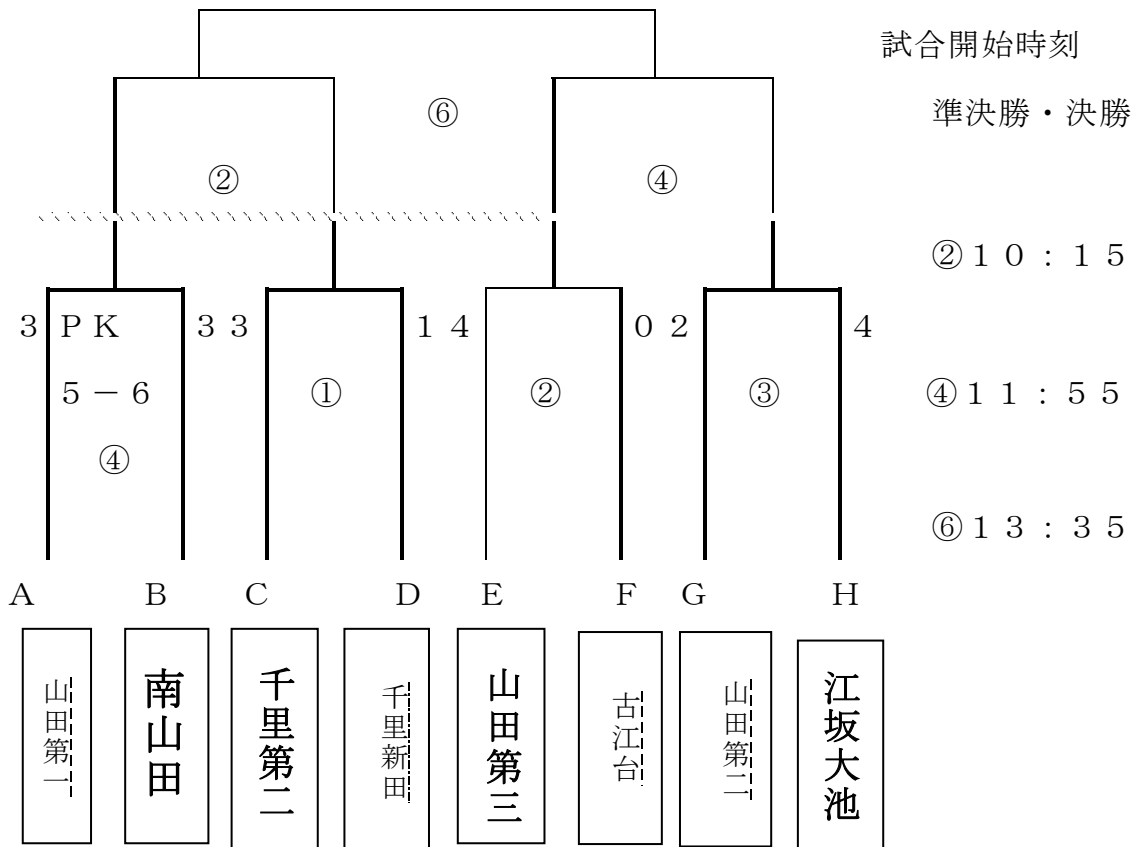 試合開始時刻
準決勝・決勝
⑥
② ④
②１０：１５
３ ＰＫ ３ ３ １ ４ ０ ２ ４
５－６ ① ② ③
④１１：５５
④
⑥１３：３５
A B C D E F G H
山田第一
南山田
千里第二
千里新田
山田第三
古江台
山田第二
江坂大池